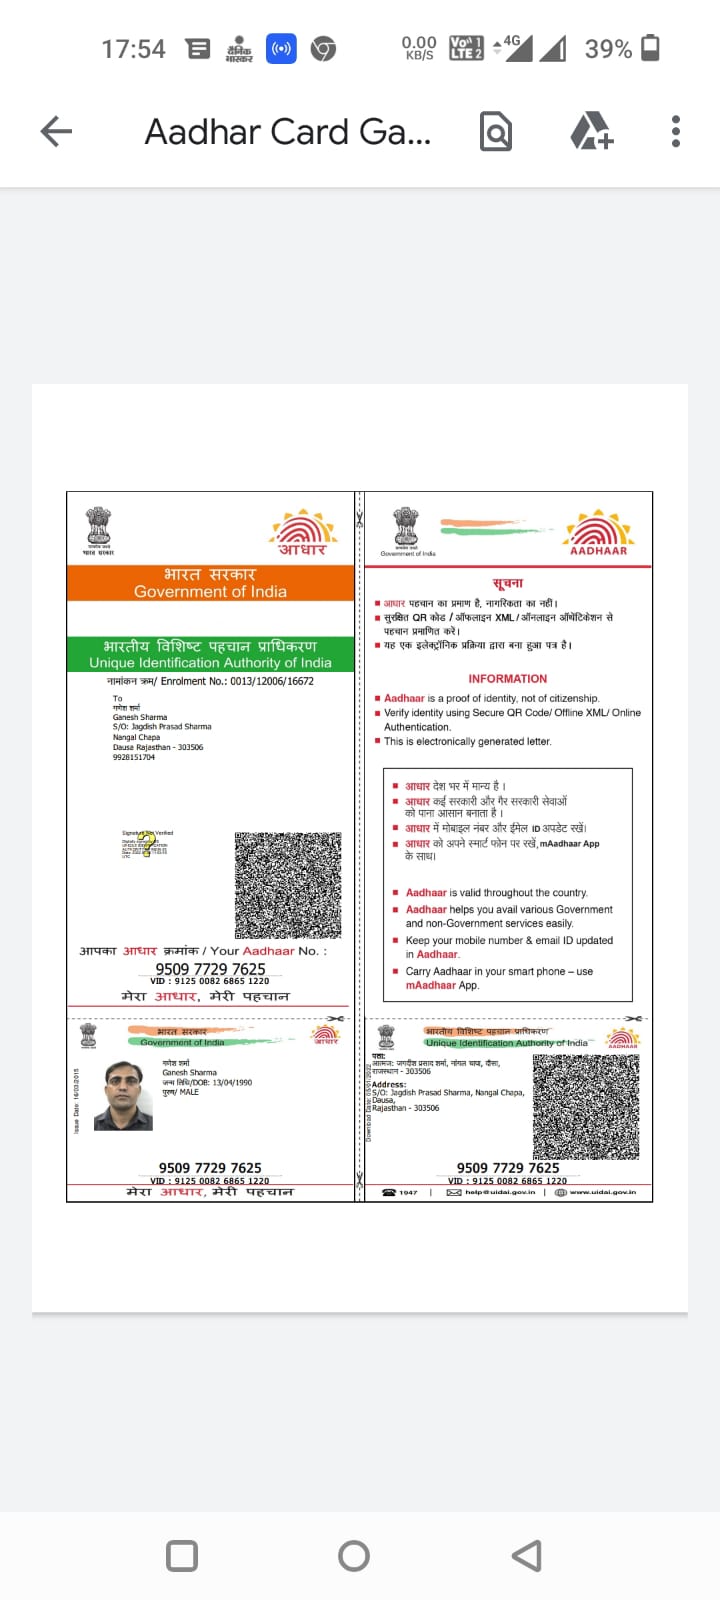 17:54
दैनिक
भास्कर
0.00
KB/S
Vo 1
LTE 2
4G
39%
Aadhar Card Ga...
भारत सरकार
आधार
भारत सरकार
Government of India
भारतीय विशिष्ट पहचान प्राधिकरण
Unique Identification Authority of India
नामांकन क्रम/ Enrolment No.: 0013/12006/16672
To
गणेश शर्मा
Ganesh Sharma
S/O: Jagdish Prasad Sharma
Nangal Chapa
Dausa Rajasthan - 303506
9928151704
Signature Not Verified
आपका आधार क्रमांक / Your Aadhaar No. :
9509 7729 7625
VID : 9125 0082 6865 1220
मेरा आधार, मेरी पहचान
Government of India
AADHAAR
सूचना
आधार पहचान का प्रमाण है, नागरिकता का नहीं।
सुरक्षित QR कोड / ऑफलाइन XML / ऑनलाइन ऑथेंटिकेशन से
पहचान प्रमाणित करें।
यह एक इलेक्ट्रॉनिक प्रक्रिया द्वारा बना हुआ पत्र है।
INFORMATION
Aadhaar is a proof of identity, not of citizenship.
Verify identity using Secure QR Code/ Offline XML/ Online
Authentication.
This is electronically generated letter.
आधार देश भर में मान्य है ।
आधार कई सरकारी और गैर सरकारी सेवाओं
को पाना आसान बनाता है ।
आधार में मोबाइल नंबर और ईमेल ID अपडेट रखें।
आधार को अपने स्मार्ट फोन पर रखें, mAadhaar App
के साथ।
Aadhaar is valid throughout the country.
Aadhaar helps you avail various Government
and non-Government services easily.
Keep your mobile number & email ID updated
in Aadhaar.
Carry Aadhaar in your smart phone – use
mAadhaar App.
भारत सरकार
Government of India
आधार
Issue Date: 16/03/2015
गणेश शर्मा
Ganesh Sharma
जन्म तिथि/DOB: 13/04/1990
पुरुष/ MALE
9509 7729 7625
VID : 9125 0082 6865 1220
मेरा आधार, मेरी पहचान
भारतीय विशिष्ट पहचान प्राधिकरण
Unique Identification Authority of India
AADHAAR
Download Date: 05/01/2022
पता:
आत्मज: जगदीश प्रसाद शर्मा, नांगल चापा, दौसा,
राजस्थान - 303506
Address:
S/O: Jagdish Prasad Sharma, Nangal Chapa,
Dausa,
Rajasthan - 303506
9509 7729 7625
VID : 9125 0082 6865 1220
1947 | help@uidai.gov.in | www.uidai.gov.in